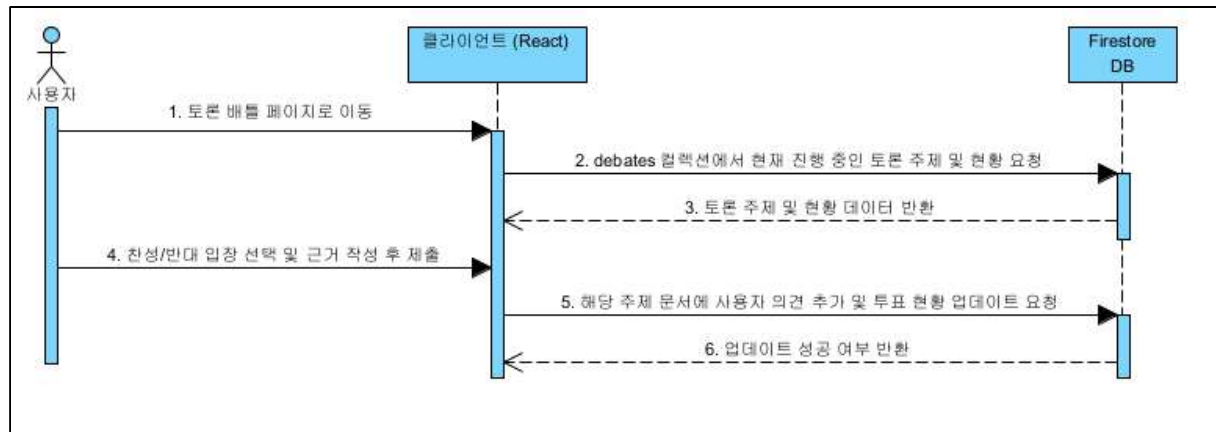 클라이언트 (React)
Firestore
DB
사용자
1. 토론 배틀 페이지로 이동
2. debates 컬렉션에서 현재 진행 중인 토론 주제 및 현황 요청
3. 토론 주제 및 현황 데이터 반환
4. 찬성/반대 입장 선택 및 근거 작성 후 제출
5. 해당 주제 문서에 사용자 의견 추가 및 투표 현황 업데이트 요청
6. 업데이트 성공 여부 반환